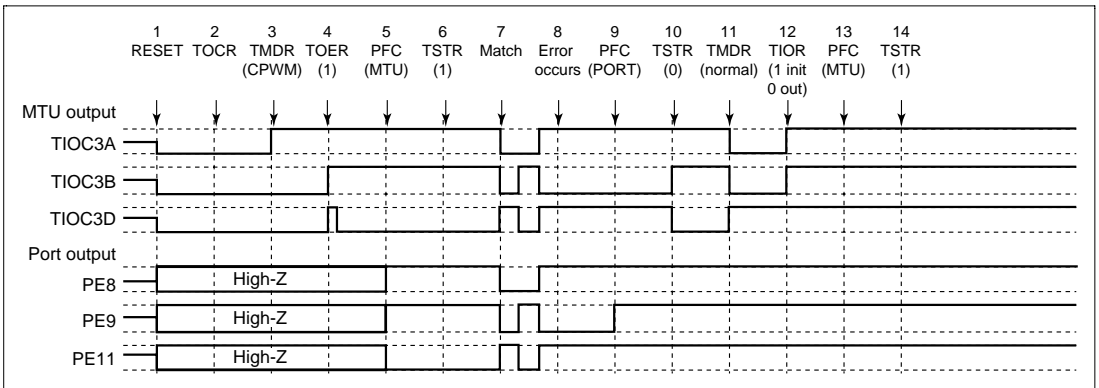 1 2 3 4 5 6 7 8 9 10 11 12 13 14
RESET TOCR TMDR TOER PFC TSTR Match Error PFC TSTR TMDR TIOR PFC TSTR
(CPWM) (1) (MTU) (1) occurs (PORT) (0) (normal) (1 init (MTU) (1)
0 out)
MTU output
TIOC3A
TIOC3B
TIOC3D
Port output
PE8 High-Z
PE9 High-Z
PE11 High-Z